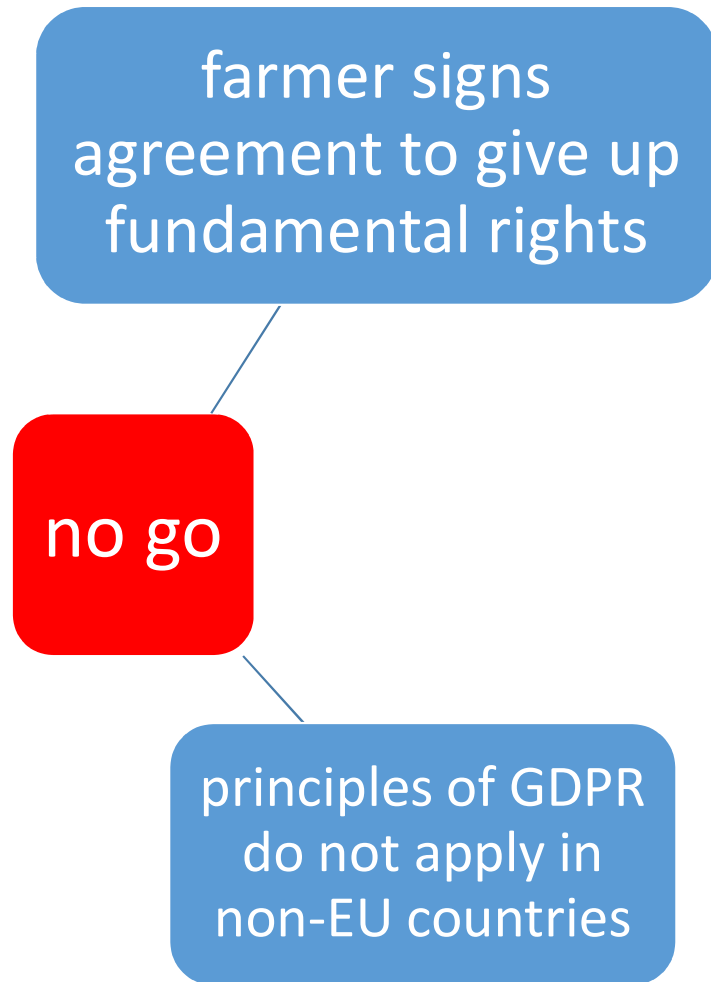 farmer signs
agreement to give up
fundamental rights
no go
principles of GDPR
do not apply in
non-EU countries